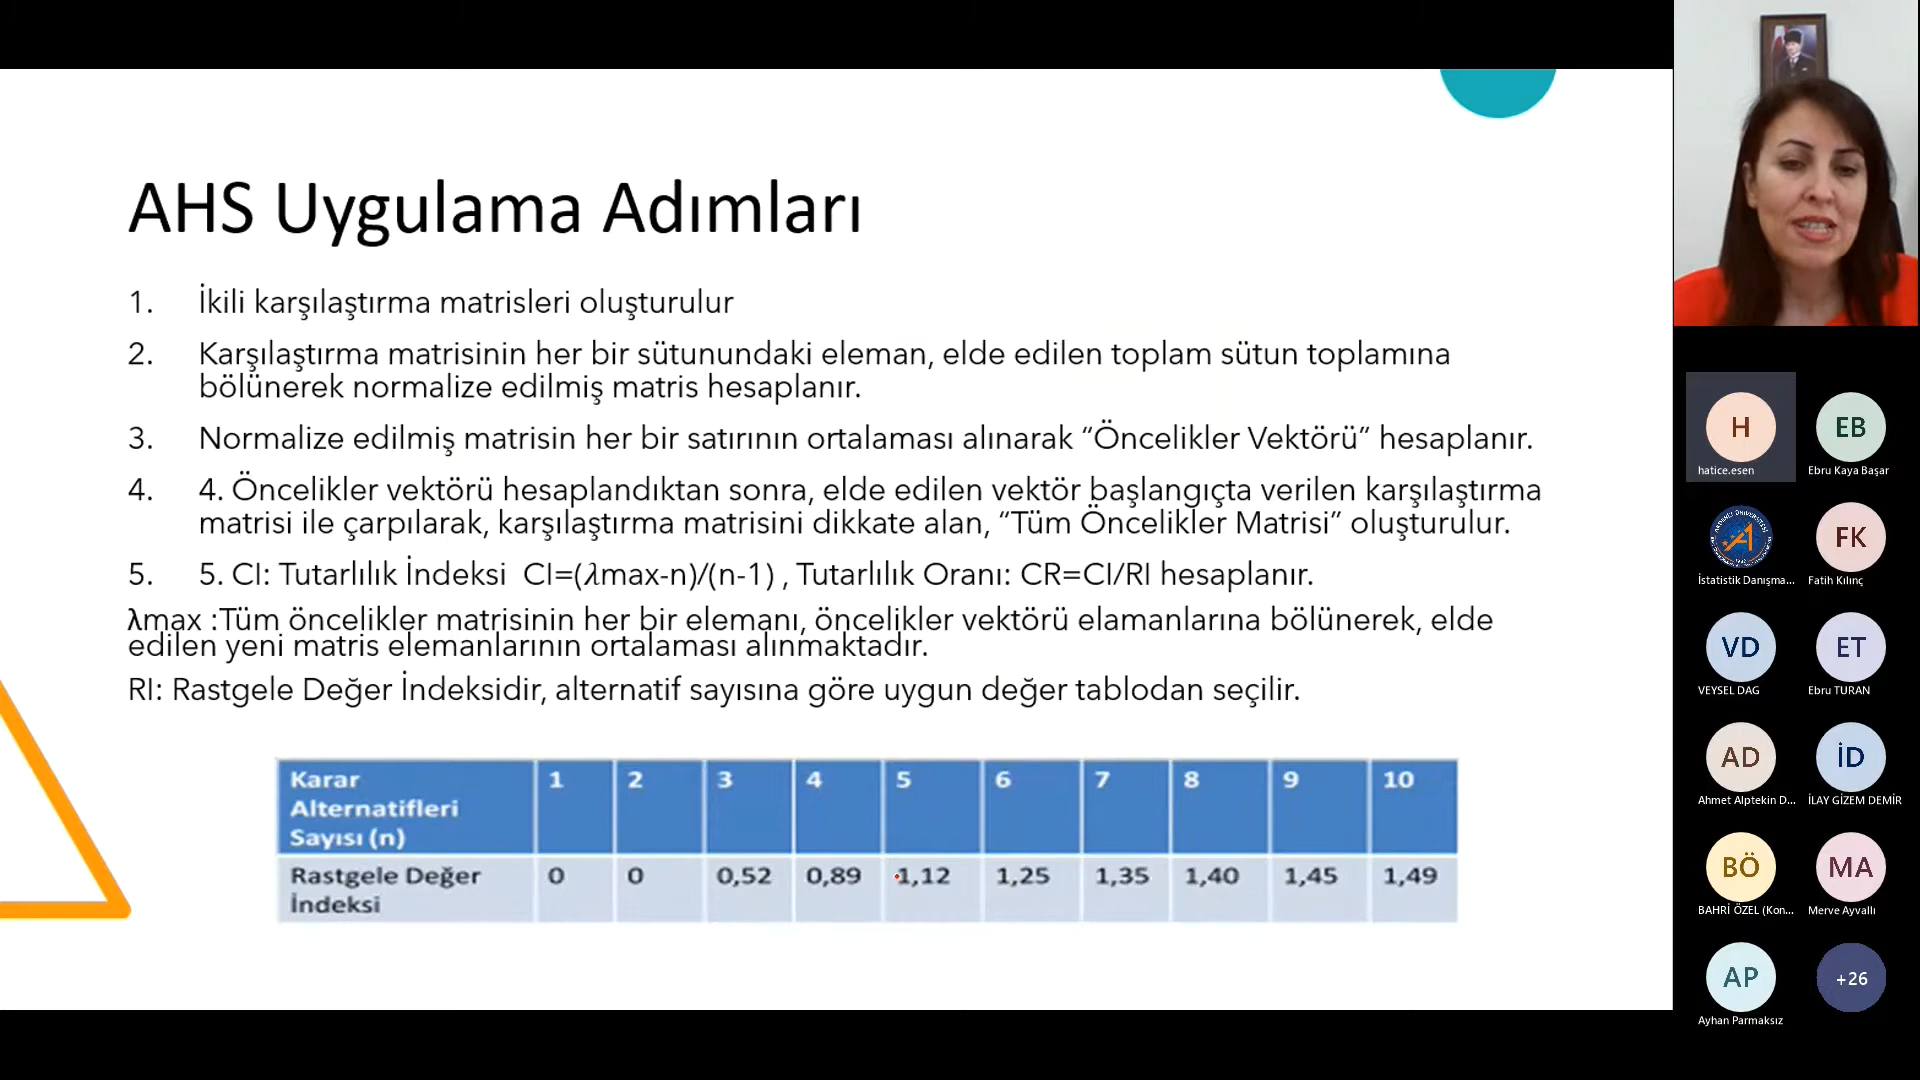 AHS Uygulama Adımları
1. İkili karşılaştırma matrisleri oluşturulur
2. Karşılaştırma matrisinin her bir sütunundaki eleman, elde edilen toplam sütun toplamına
bölünerek normalize edilmiş matris hesaplanır.
3. Normalize edilmiş matrisin her bir satırının ortalaması alınarak “Öncelikler Vektörü” hesaplanır.
4. 4. Öncelikler vektörü hesaplandıktan sonra, elde edilen vektör başlangıçta verilen karşılaştırma
matrisi ile çarpılarak, karşılaştırma matrisini dikkate alan, “Tüm Öncelikler Matrisi” oluşturulur.
5. 5. CI: Tutarlılık İndeksi CI=(λmax-n)/(n-1) , Tutarlılık Oranı: CR=CI/RI hesaplanır.
λmax :Tüm öncelikler matrisinin her bir elemanı, öncelikler vektörü elamanlarına bölünerek, elde
edilen yeni matris elemanlarının ortalaması alınmaktadır.
RI: Rastgele Değer İndeksidir, alternatif sayısına göre uygun değer tablodan seçilir.
Karar 1 2 3 4 5 6 7 8 9 10
Alternatifleri
Sayısı (n)
Rastgele Değer 0 0 0,52 0,89 1,12 1,25 1,35 1,40 1,45 1,49
İndeksi
H EB
hatice.esen Ebru Kaya Başar
FK
İstatistik Danışma... Fatih Kılınç
VD ET
VEYSEL DAG Ebru TURAN
AD İD
Ahmet Alptekin D... İLAY GİZEM DEMİR
BÖ MA
BAHRİ ÖZEL (Kon... Merve Ayvallı
AP +26
Ayhan Parmaksız